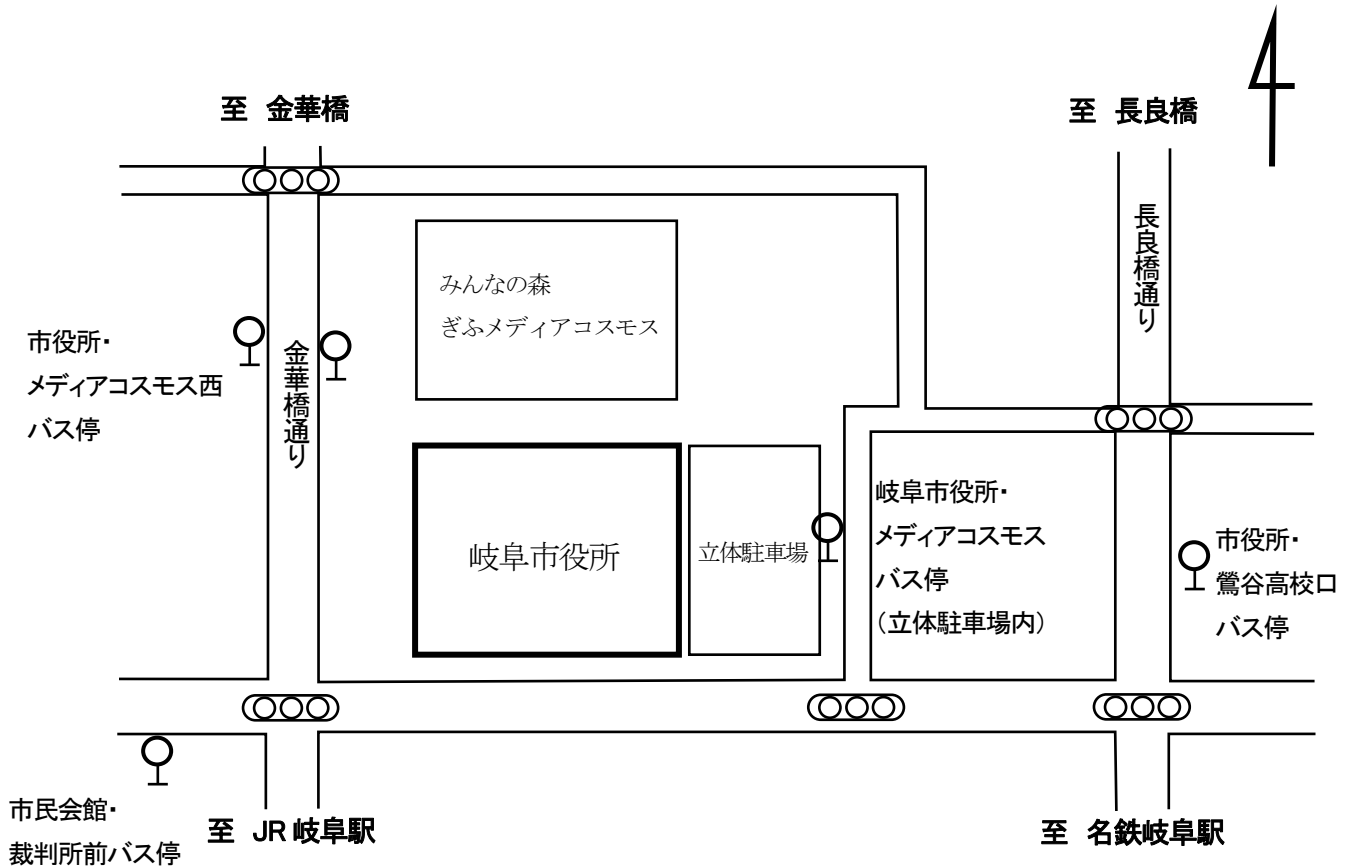 至 金華橋
至 長良橋
長良橋通り
みんなの森
ぎふメディアコスモス
市役所・
メディアコスモス西
バス停
金華橋通り
岐阜市役所
立体駐車場
岐阜市役所・
メディアコスモス
バス停
(立体駐車場内)
市役所・
鶯谷高校口
バス停
市民会館・
裁判所前バス停
至 JR岐阜駅
至 名鉄岐阜駅